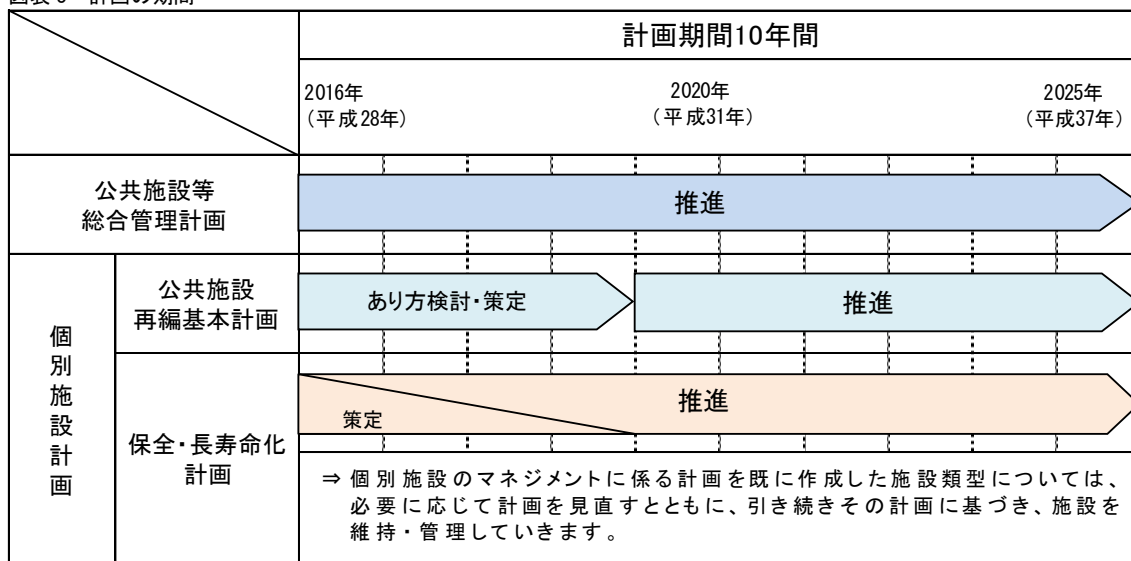 計画期間10年間
2016年
（平成28年）
2020年
（平成31年）
2025年
（平成37年）
公共施設等
総合管理計画
推進
個別施設計画
公共施設
再編基本計画
あり方検討・策定
推進
保全・長寿命化
計画
策定
推進
⇒ 個別施設のマネジメントに係る計画を既に作成した施設類型については、
必要に応じて計画を見直すとともに、引き続きその計画に基づき、施設を
維持・管理していきます。